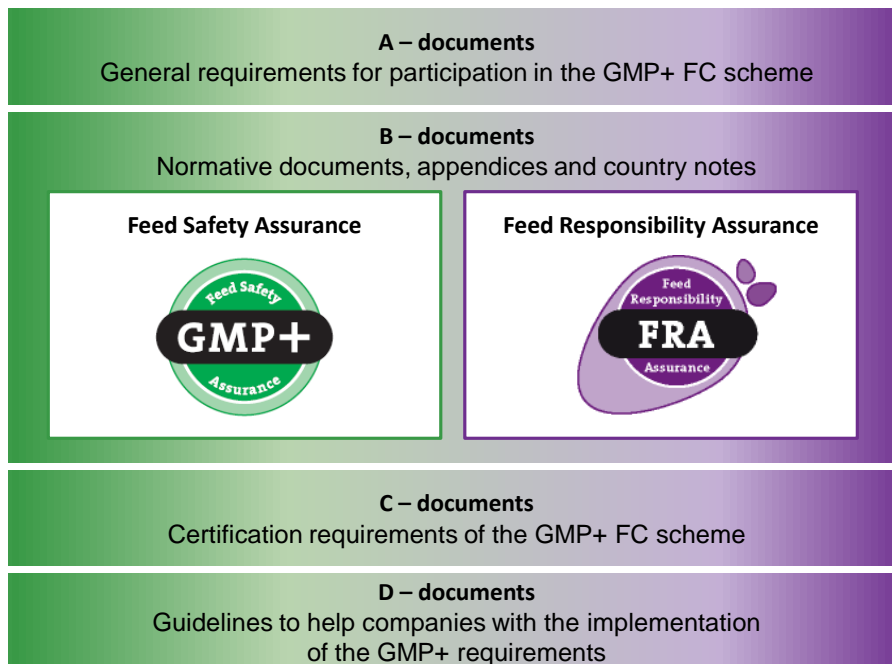 A – documents
General requirements for participation in the GMP+ FC scheme
B – documents
Normative documents, appendices and country notes
Feed Safety Assurance
Feed Safety
GMP+
Assurance
Feed Responsibility Assurance
Feed
Responsibility
FRA
Assurance
C – documents
Certification requirements of the GMP+ FC scheme
D – documents
Guidelines to help companies with the implementation
of the GMP+ requirements